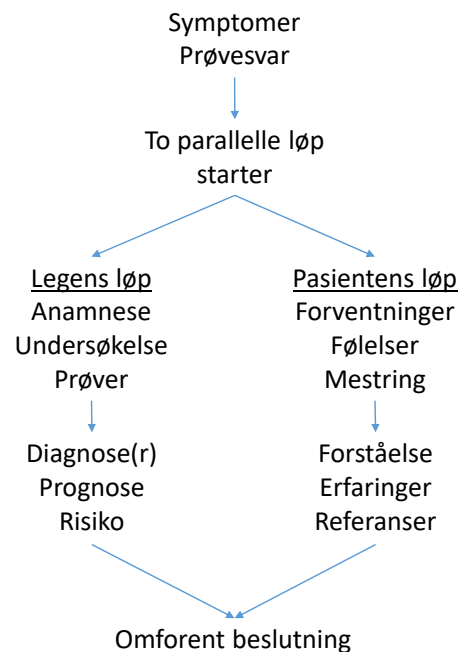 Symptomer
Prøvesvar
To parallelle løp
starter
Legens løp
Anamnese
Undersøkelse
Prøver
Diagnose(r)
Prognose
Risiko
Pasientens løp
Forventninger
Følelser
Mestring
Forståelse
Erfaringer
Referanser
Omforent beslutning